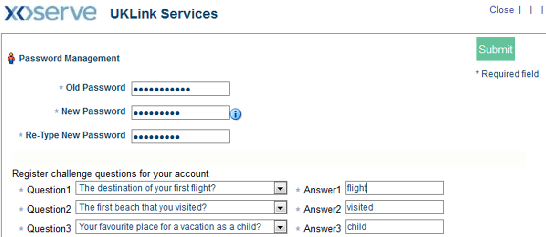 xoserve UKLink Services Close | | |
Submit
Password Management
* Required field
* Old Password
* New Password
* Re-Type New Password
Register challenge questions for your account
* Question1 The destination of your first flight? * Answer1 flight
* Question2 The first beach that you visited? * Answer2 visited
* Question3 Your favourite place for a vacation as a child? * Answer3 child